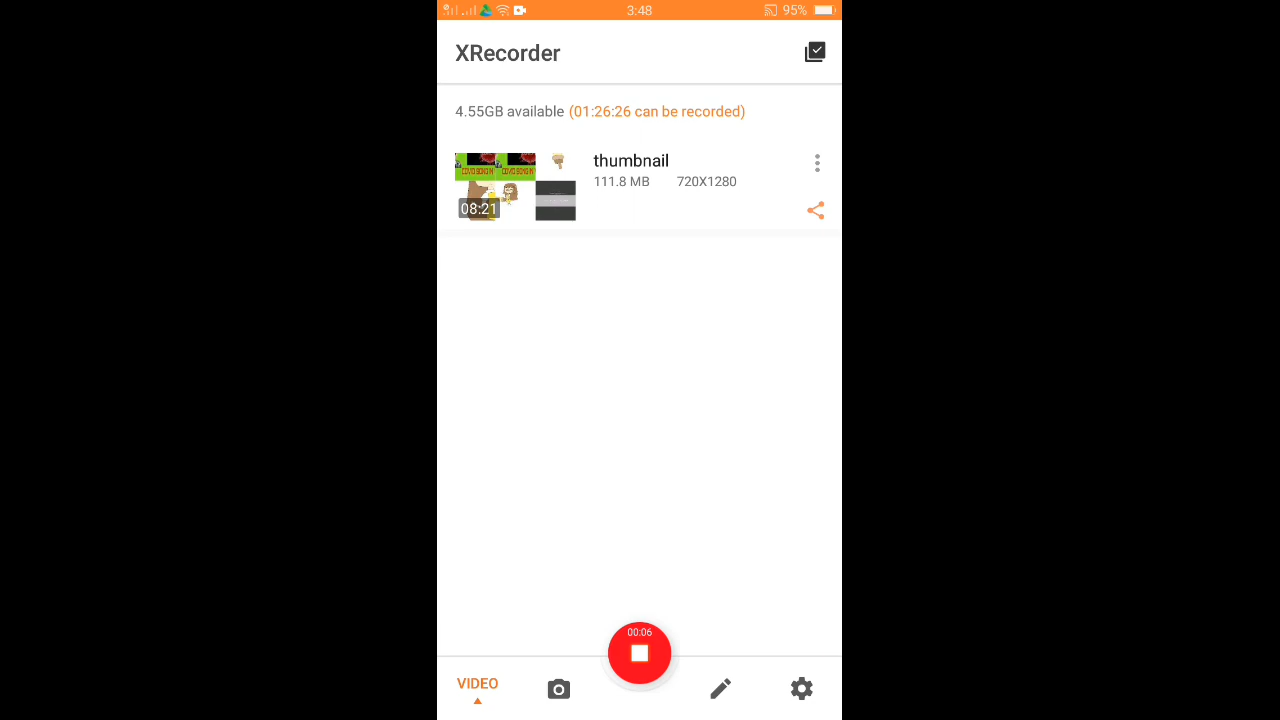 3:48
95%
XRecorder
4.55GB available (01:26:26 can be recorded)
thumbnail
111.8 MB 720X1280
08:21
00:06
VIDEO